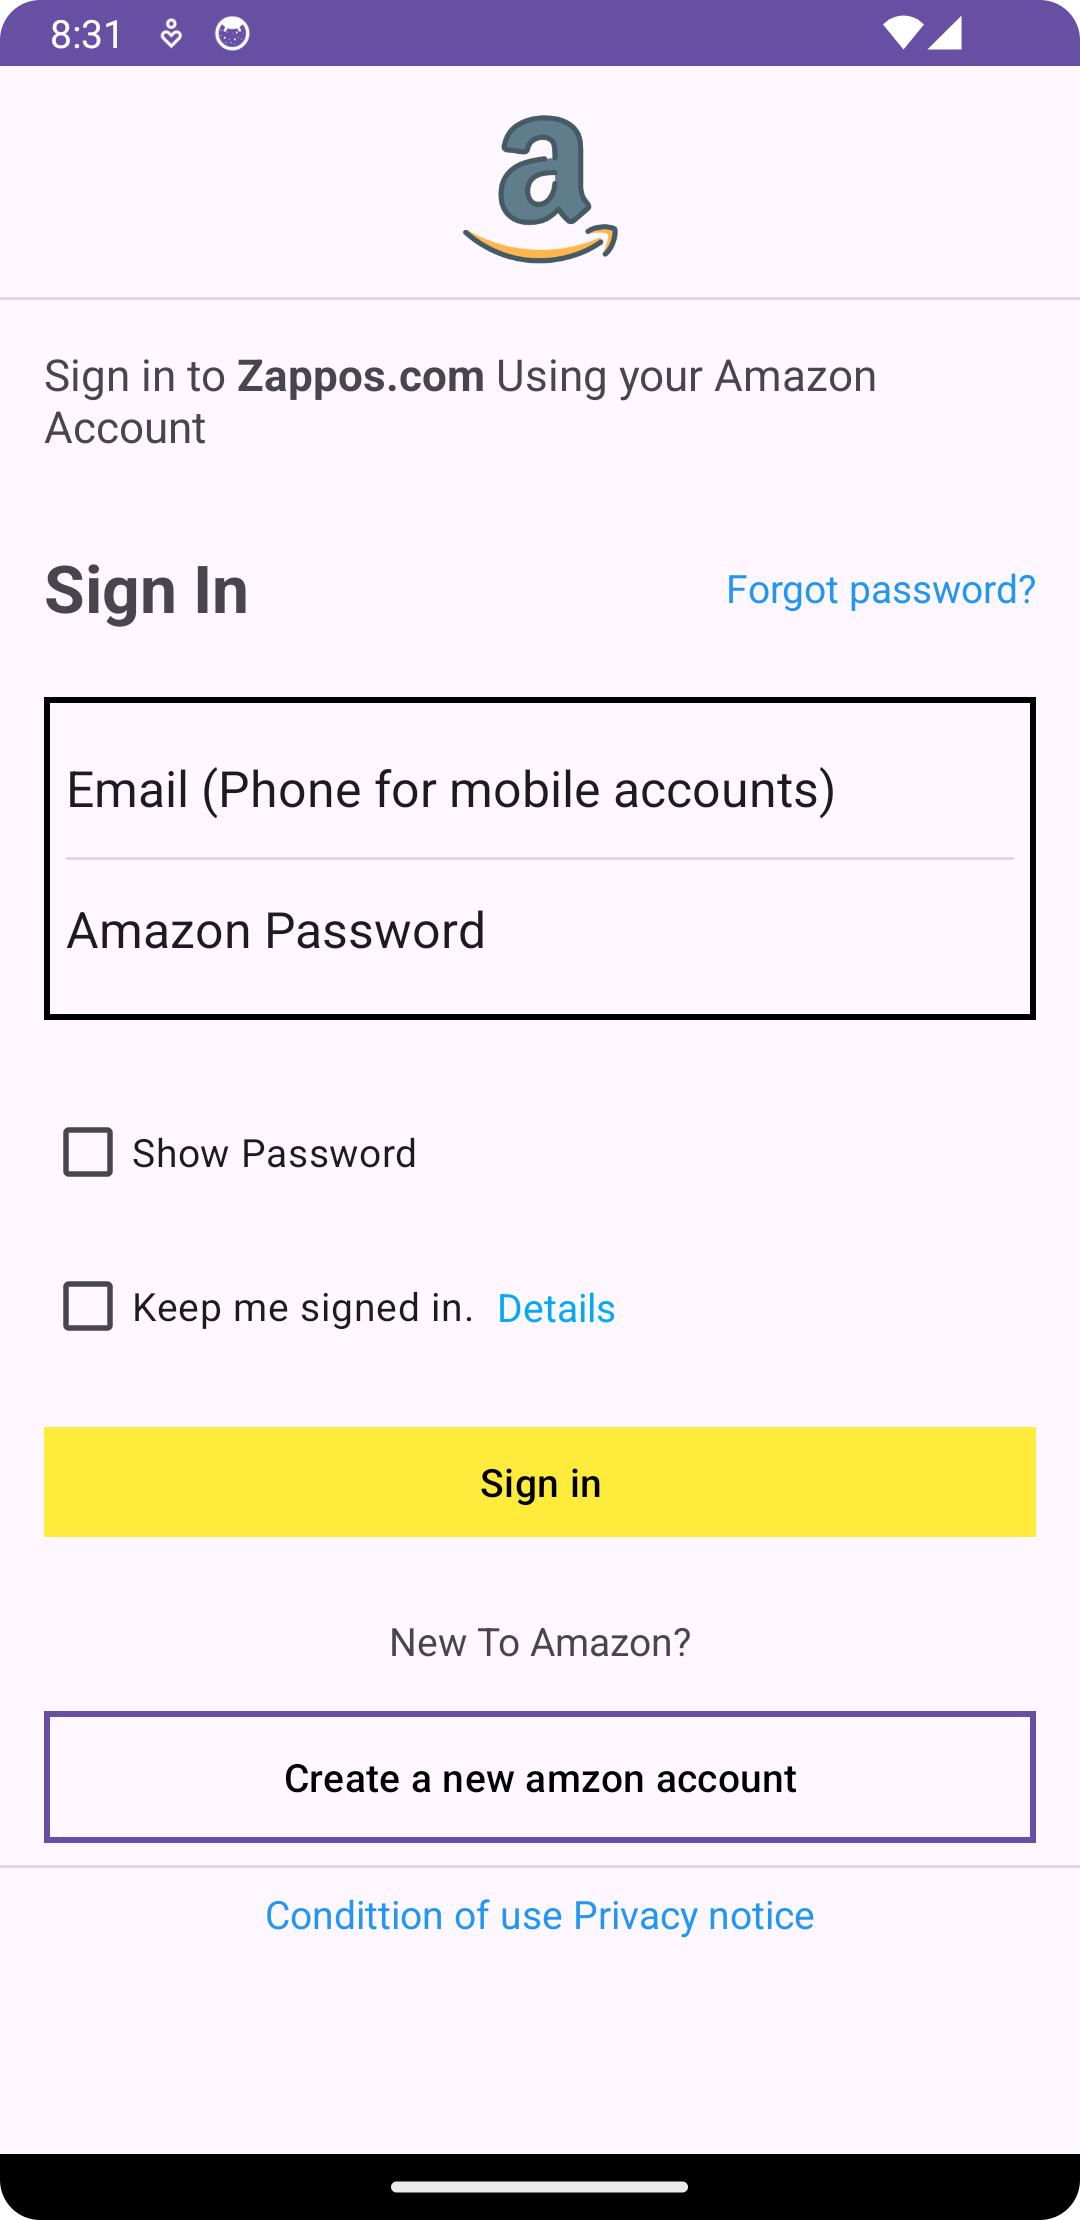 8:31
a
Sign in to Zappos.com Using your Amazon
Account
Sign In
Forgot password?
Email (Phone for mobile accounts)
Amazon Password
Show Password
Keep me signed in. Details
Sign in
New To Amazon?
Create a new amzon account
Condittion of use Privacy notice